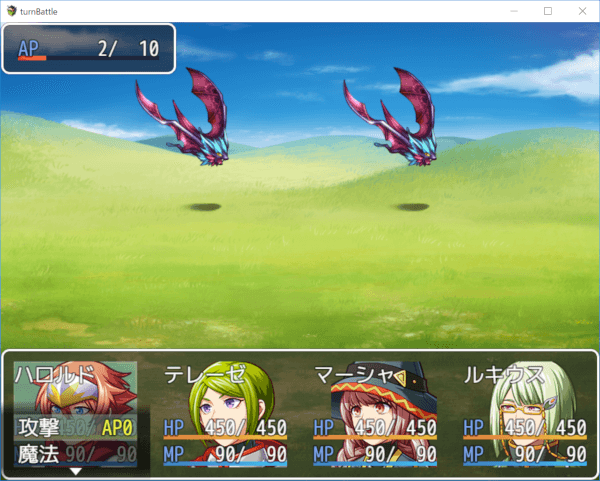 turnBattle
AP 2/ 10
ハロルド
テレーゼ
マーシャ
ルキウス
攻撃 AP0
HP 450/ 450
HP 450/ 450
HP 450/ 450
魔法 90/ 90
MP 90/ 90
MP 90/ 90
MP 90/ 90